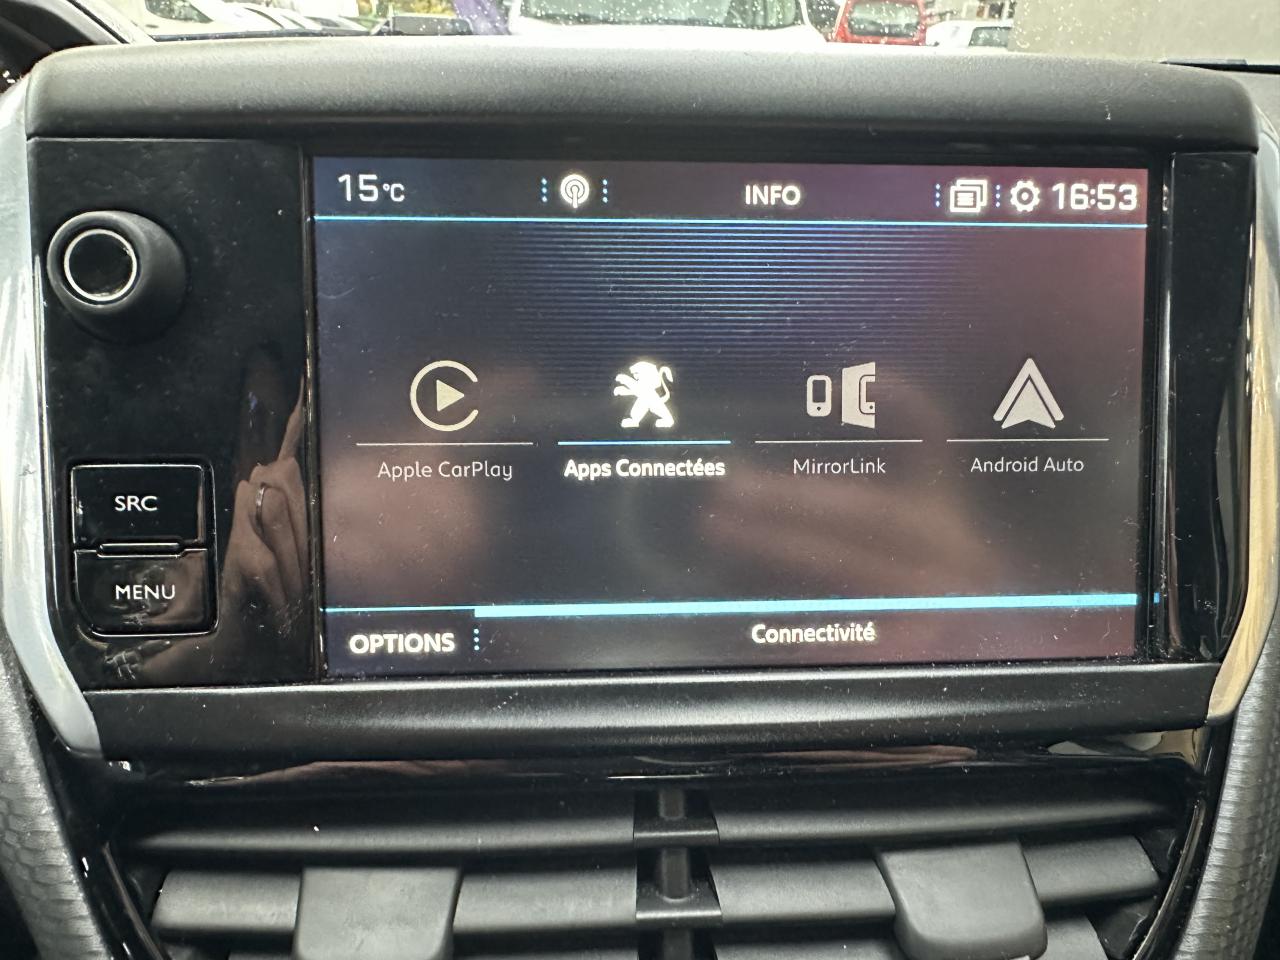 15°C
INFO
16:53
Apple CarPlay
Apps Connectées
MirrorLink
Android Auto
SRC
MENU
OPTIONS
Connectivité